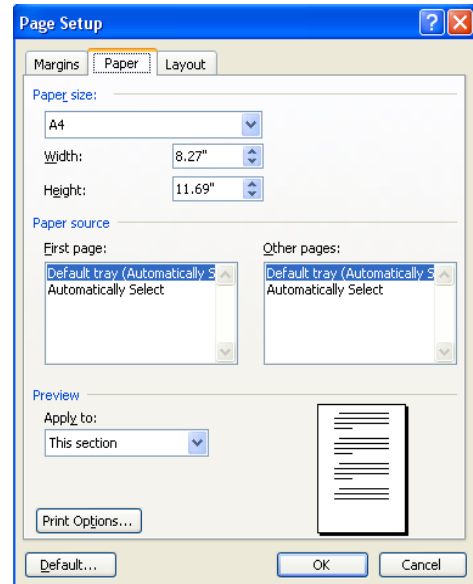 Page Setup
Margins Paper Layout
Paper size:
A4
Width: 8.27"
Height: 11.69"
Paper source
First page: Other pages:
Default tray (Automatically S Default tray (Automatically S
Automatically Select Automatically Select
Preview
Apply to:
This section
Print Options...
Default... OK Cancel